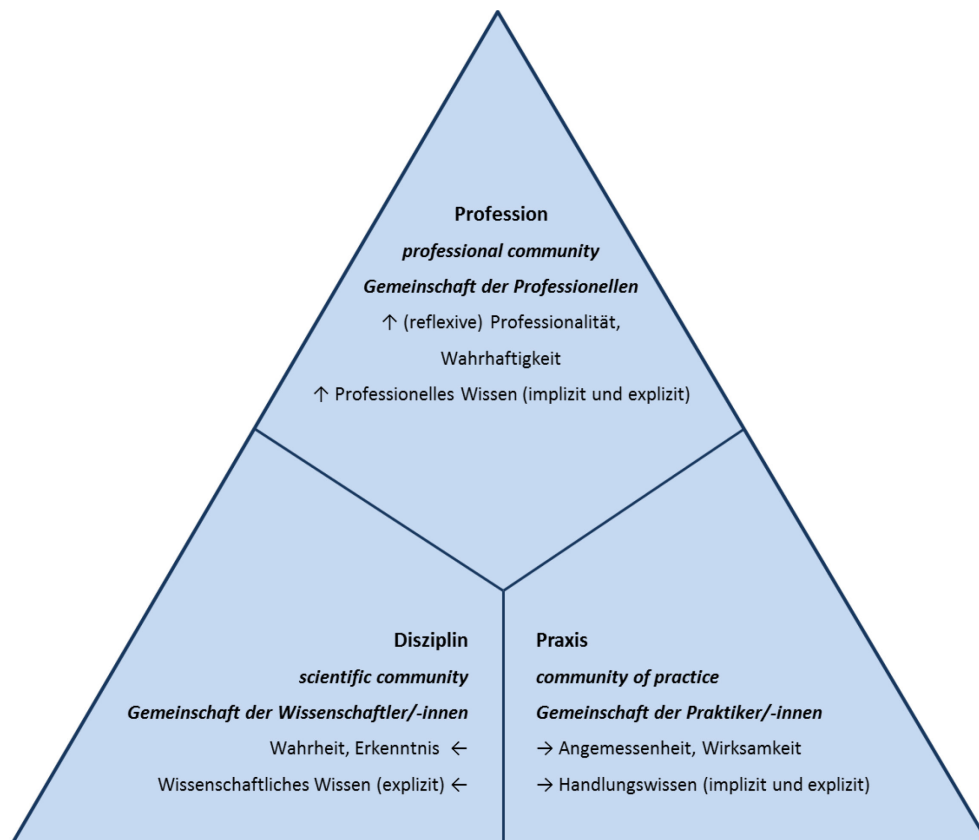 Profession
professional community
Gemeinschaft der Professionellen
↑ (reflexive) Professionalität,
Wahrhaftigkeit
↑ Professionelles Wissen (implizit und explizit)
Disziplin
scientific community
Gemeinschaft der Wissenschaftler/-innen
Wahrheit, Erkenntnis ←
Wissenschaftliches Wissen (explizit) ←
Praxis
community of practice
Gemeinschaft der Praktiker/-innen
→ Angemessenheit, Wirksamkeit
→ Handlungswissen (implizit und explizit)